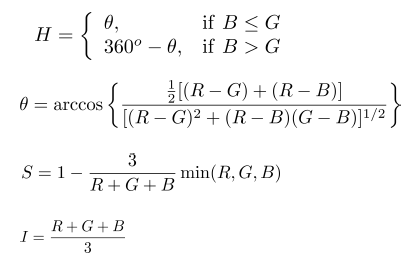 H = { θ, if B ≤ G
360° − θ, if B > G
θ = arccos { ½[(R − G) + (R − B)] / [(R − G)² + (R − B)(G − B)]^1/2 }
S = 1 − 3 / (R + G + B) min(R, G, B)
I = (R + G + B) / 3